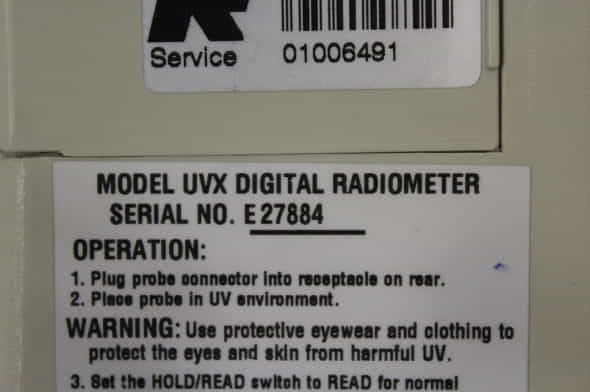 Service 01006491
MODEL UVX DIGITAL RADIOMETER
SERIAL NO. E 27884
OPERATION:
1. Plug probe connector into receptacle on rear.
2. Place probe in UV environment.
WARNING: Use protective eyewear and clothing to
protect the eyes and skin from harmful UV.
3. Set the HOLD/READ switch to READ for normal